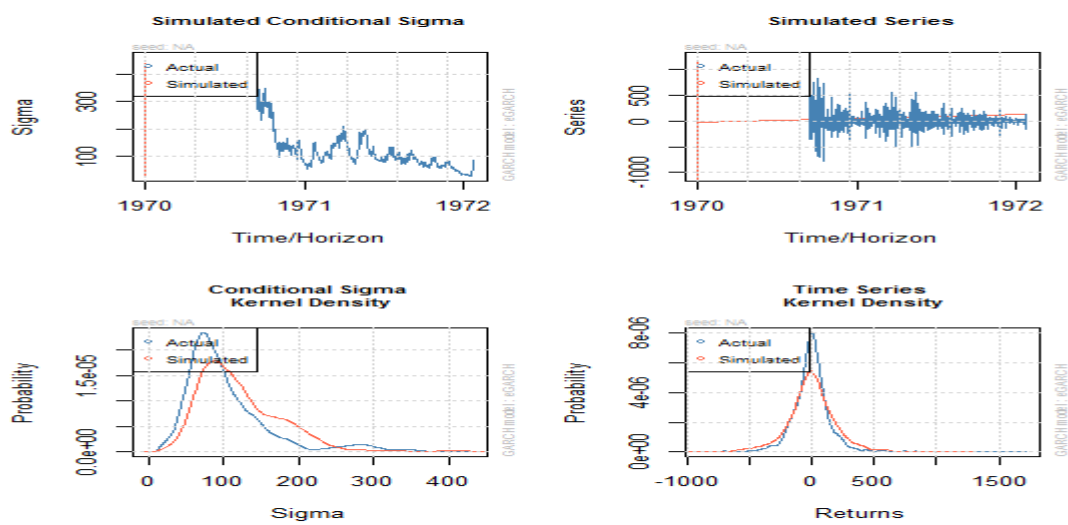 Simulated Conditional Sigma
seed: NA
Actual
Simulated
Sigma
300
100
1970
1971
1972
Time/Horizon
GARCH model: eGARCH
Simulated Series
seed: NA
Actual
Simulated
Series
500
0
-1000
1970
1971
1972
Time/Horizon
GARCH model: eGARCH
Conditional Sigma
Kernel Density
seed: NA
Actual
Simulated
Probability
1.5e-05
0.0e+00
0
100
200
300
400
Sigma
GARCH model: eGARCH
Time Series
Kernel Density
seed: NA
Actual
Simulated
Probability
8e-06
4e-06
0e+00
-1000
0
500
1500
Returns
GARCH model: eGARCH